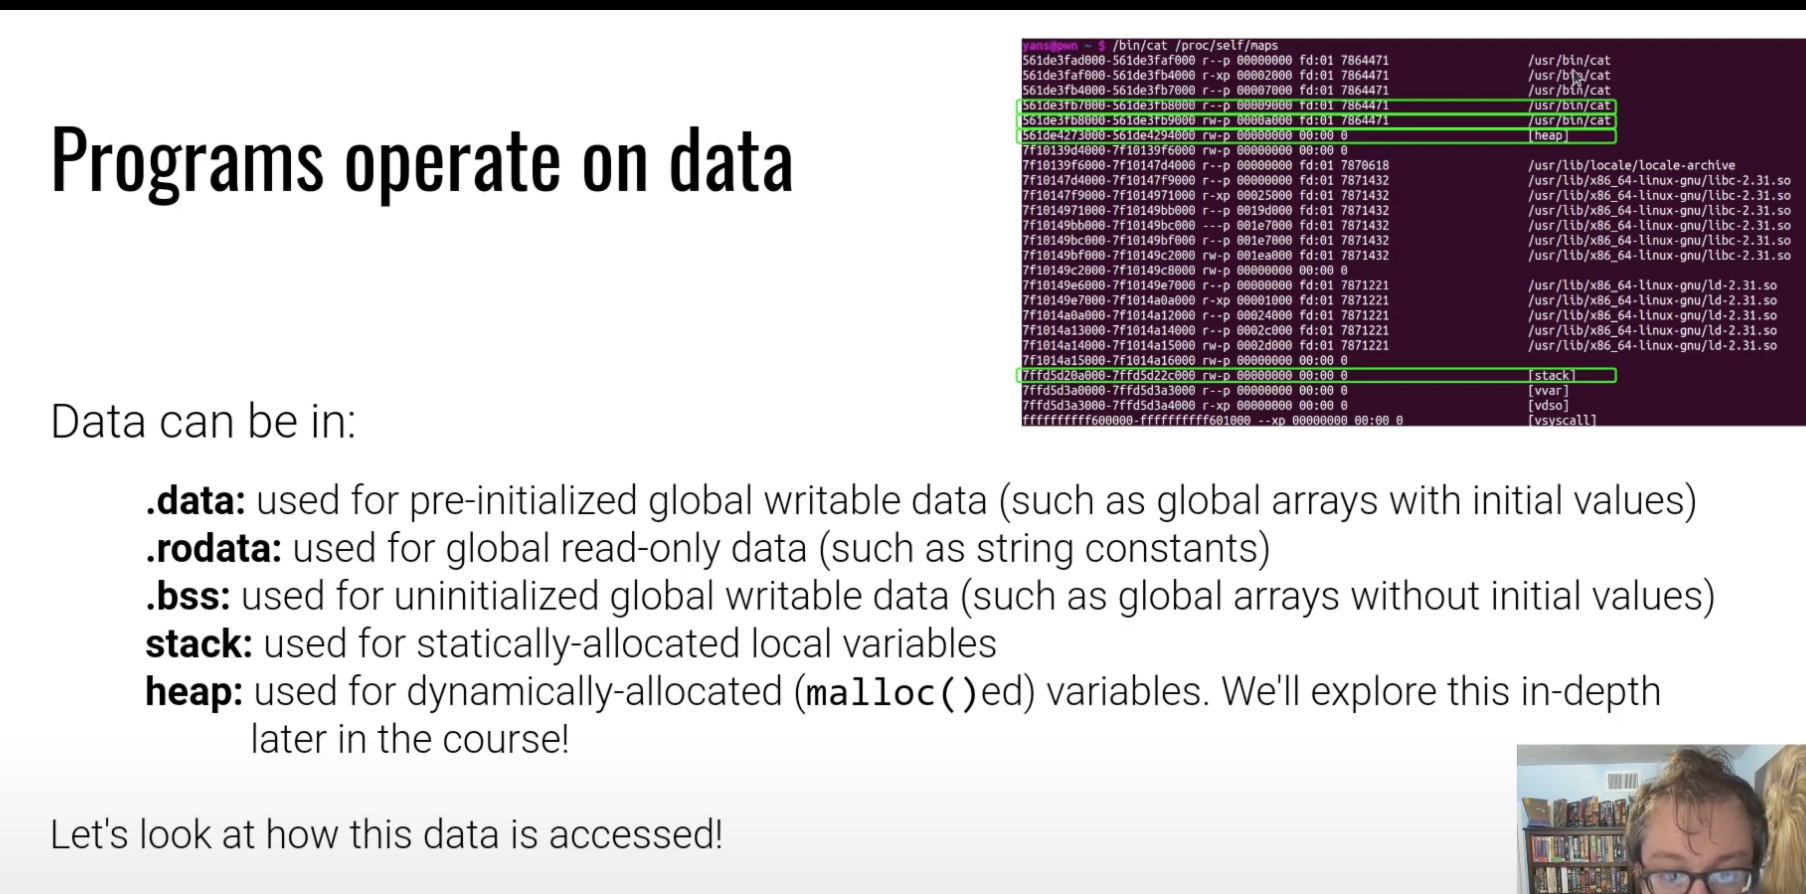 Programs operate on data
yans@pwn ~ $ /bin/cat /proc/self/maps
561de3fad000-561de3faf000 r--p 00000000 fd:01 7864471 /usr/bin/cat
561de3faf000-561de3fb4000 r-xp 00002000 fd:01 7864471 /usr/bin/cat
561de3fb4000-561de3fb7000 r--p 00007000 fd:01 7864471 /usr/bin/cat
561de3fb7000-561de3fb8000 r--p 00009000 fd:01 7864471 /usr/bin/cat
561de3fb8000-561de3fb9000 rw-p 0000a000 fd:01 7864471 /usr/bin/cat
561de4273000-561de4294000 rw-p 00000000 00:00 0 [heap]
7f10139d4000-7f10139f6000 rw-p 00000000 00:00 0
7f10139f6000-7f10147d4000 r--p 00000000 fd:01 7870618 /usr/lib/locale/locale-archive
7f10147d4000-7f10147f9000 r--p 00000000 fd:01 7871432 /usr/lib/x86_64-linux-gnu/libc-2.31.so
7f10147f9000-7f1014971000 r-xp 00025000 fd:01 7871432 /usr/lib/x86_64-linux-gnu/libc-2.31.so
7f1014971000-7f10149bb000 r--p 0019d000 fd:01 7871432 /usr/lib/x86_64-linux-gnu/libc-2.31.so
7f10149bb000-7f10149bc000 ---p 001e7000 fd:01 7871432 /usr/lib/x86_64-linux-gnu/libc-2.31.so
7f10149bc000-7f10149bf000 r--p 001e7000 fd:01 7871432 /usr/lib/x86_64-linux-gnu/libc-2.31.so
7f10149bf000-7f10149c2000 rw-p 001ea000 fd:01 7871432 /usr/lib/x86_64-linux-gnu/libc-2.31.so
7f10149c2000-7f10149c8000 rw-p 00000000 00:00 0
7f10149e6000-7f10149e7000 r--p 00000000 fd:01 7871221 /usr/lib/x86_64-linux-gnu/ld-2.31.so
7f10149e7000-7f1014a0a000 r-xp 00001000 fd:01 7871221 /usr/lib/x86_64-linux-gnu/ld-2.31.so
7f1014a0a000-7f1014a12000 r--p 00024000 fd:01 7871221 /usr/lib/x86_64-linux-gnu/ld-2.31.so
7f1014a13000-7f1014a14000 r--p 0002c000 fd:01 7871221 /usr/lib/x86_64-linux-gnu/ld-2.31.so
7f1014a14000-7f1014a15000 rw-p 0002d000 fd:01 7871221 /usr/lib/x86_64-linux-gnu/ld-2.31.so
7f1014a15000-7f1014a16000 rw-p 00000000 00:00 0
7ffd5d20a000-7ffd5d22c000 rw-p 00000000 00:00 0 [stack]
7ffd5d3a0000-7ffd5d3a3000 r--p 00000000 00:00 0 [vvar]
7ffd5d3a3000-7ffd5d3a4000 r-xp 00000000 00:00 0 [vdso]
ffffffffff600000-ffffffffff601000 --xp 00000000 00:00 0 [vsyscall]
Data can be in:
.data: used for pre-initialized global writable data (such as global arrays with initial values)
.rodata: used for global read-only data (such as string constants)
.bss: used for uninitialized global writable data (such as global arrays without initial values)
stack: used for statically-allocated local variables
heap: used for dynamically-allocated (malloc()ed) variables. We'll explore this in-depth
later in the course!
Let's look at how this data is accessed!